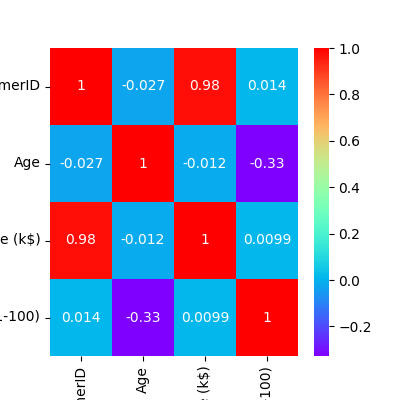 merID 1 -0.027 0.98 0.014
Age -0.027 1 -0.012 -0.33
e (k$) 0.98 -0.012 1 0.0099
-100) 0.014 -0.33 0.0099 1
merID Age (k$) 100)
1.0
0.8
0.6
0.4
0.2
0.0
−0.2